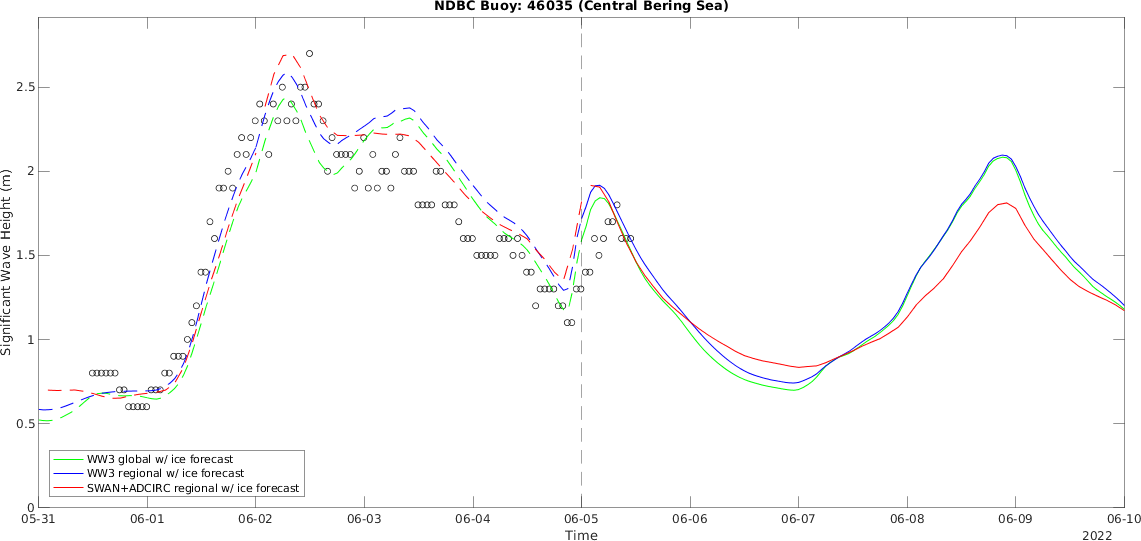 NDBC Buoy: 46035 (Central Bering Sea)
Significant Wave Height (m)
2.5
2
1.5
1
0.5
0
WW3 global w/ ice forecast
WW3 regional w/ ice forecast
SWAN+ADCIRC regional w/ ice forecast
05-31 06-01 06-02 06-03 06-04 06-05 06-06 06-07 06-08 06-09 06-10
Time
2022